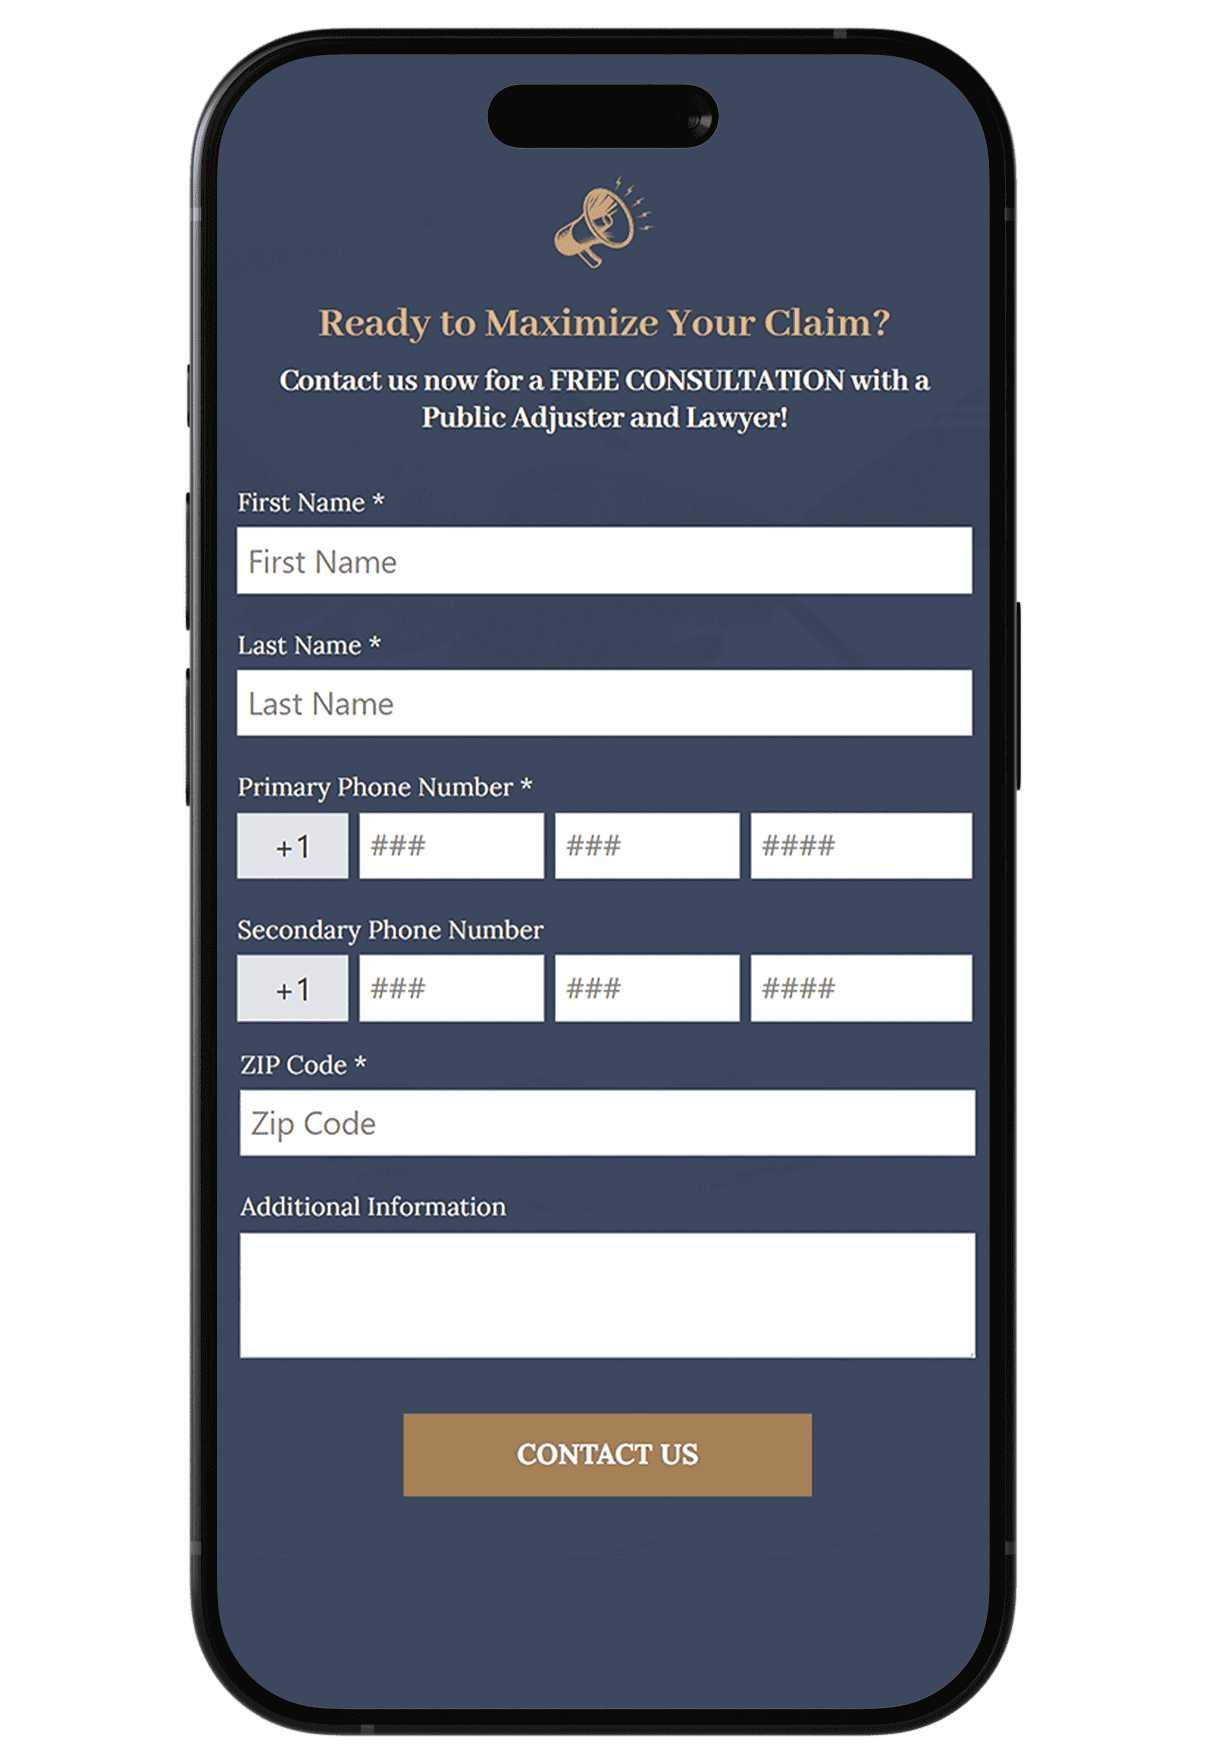 Ready to Maximize Your Claim?
Contact us now for a FREE CONSULTATION with a
Public Adjuster and Lawyer!
First Name *
First Name
Last Name *
Last Name
Primary Phone Number *
+1 ### ### ####
Secondary Phone Number
+1 ### ### ####
ZIP Code *
Zip Code
Additional Information
CONTACT US